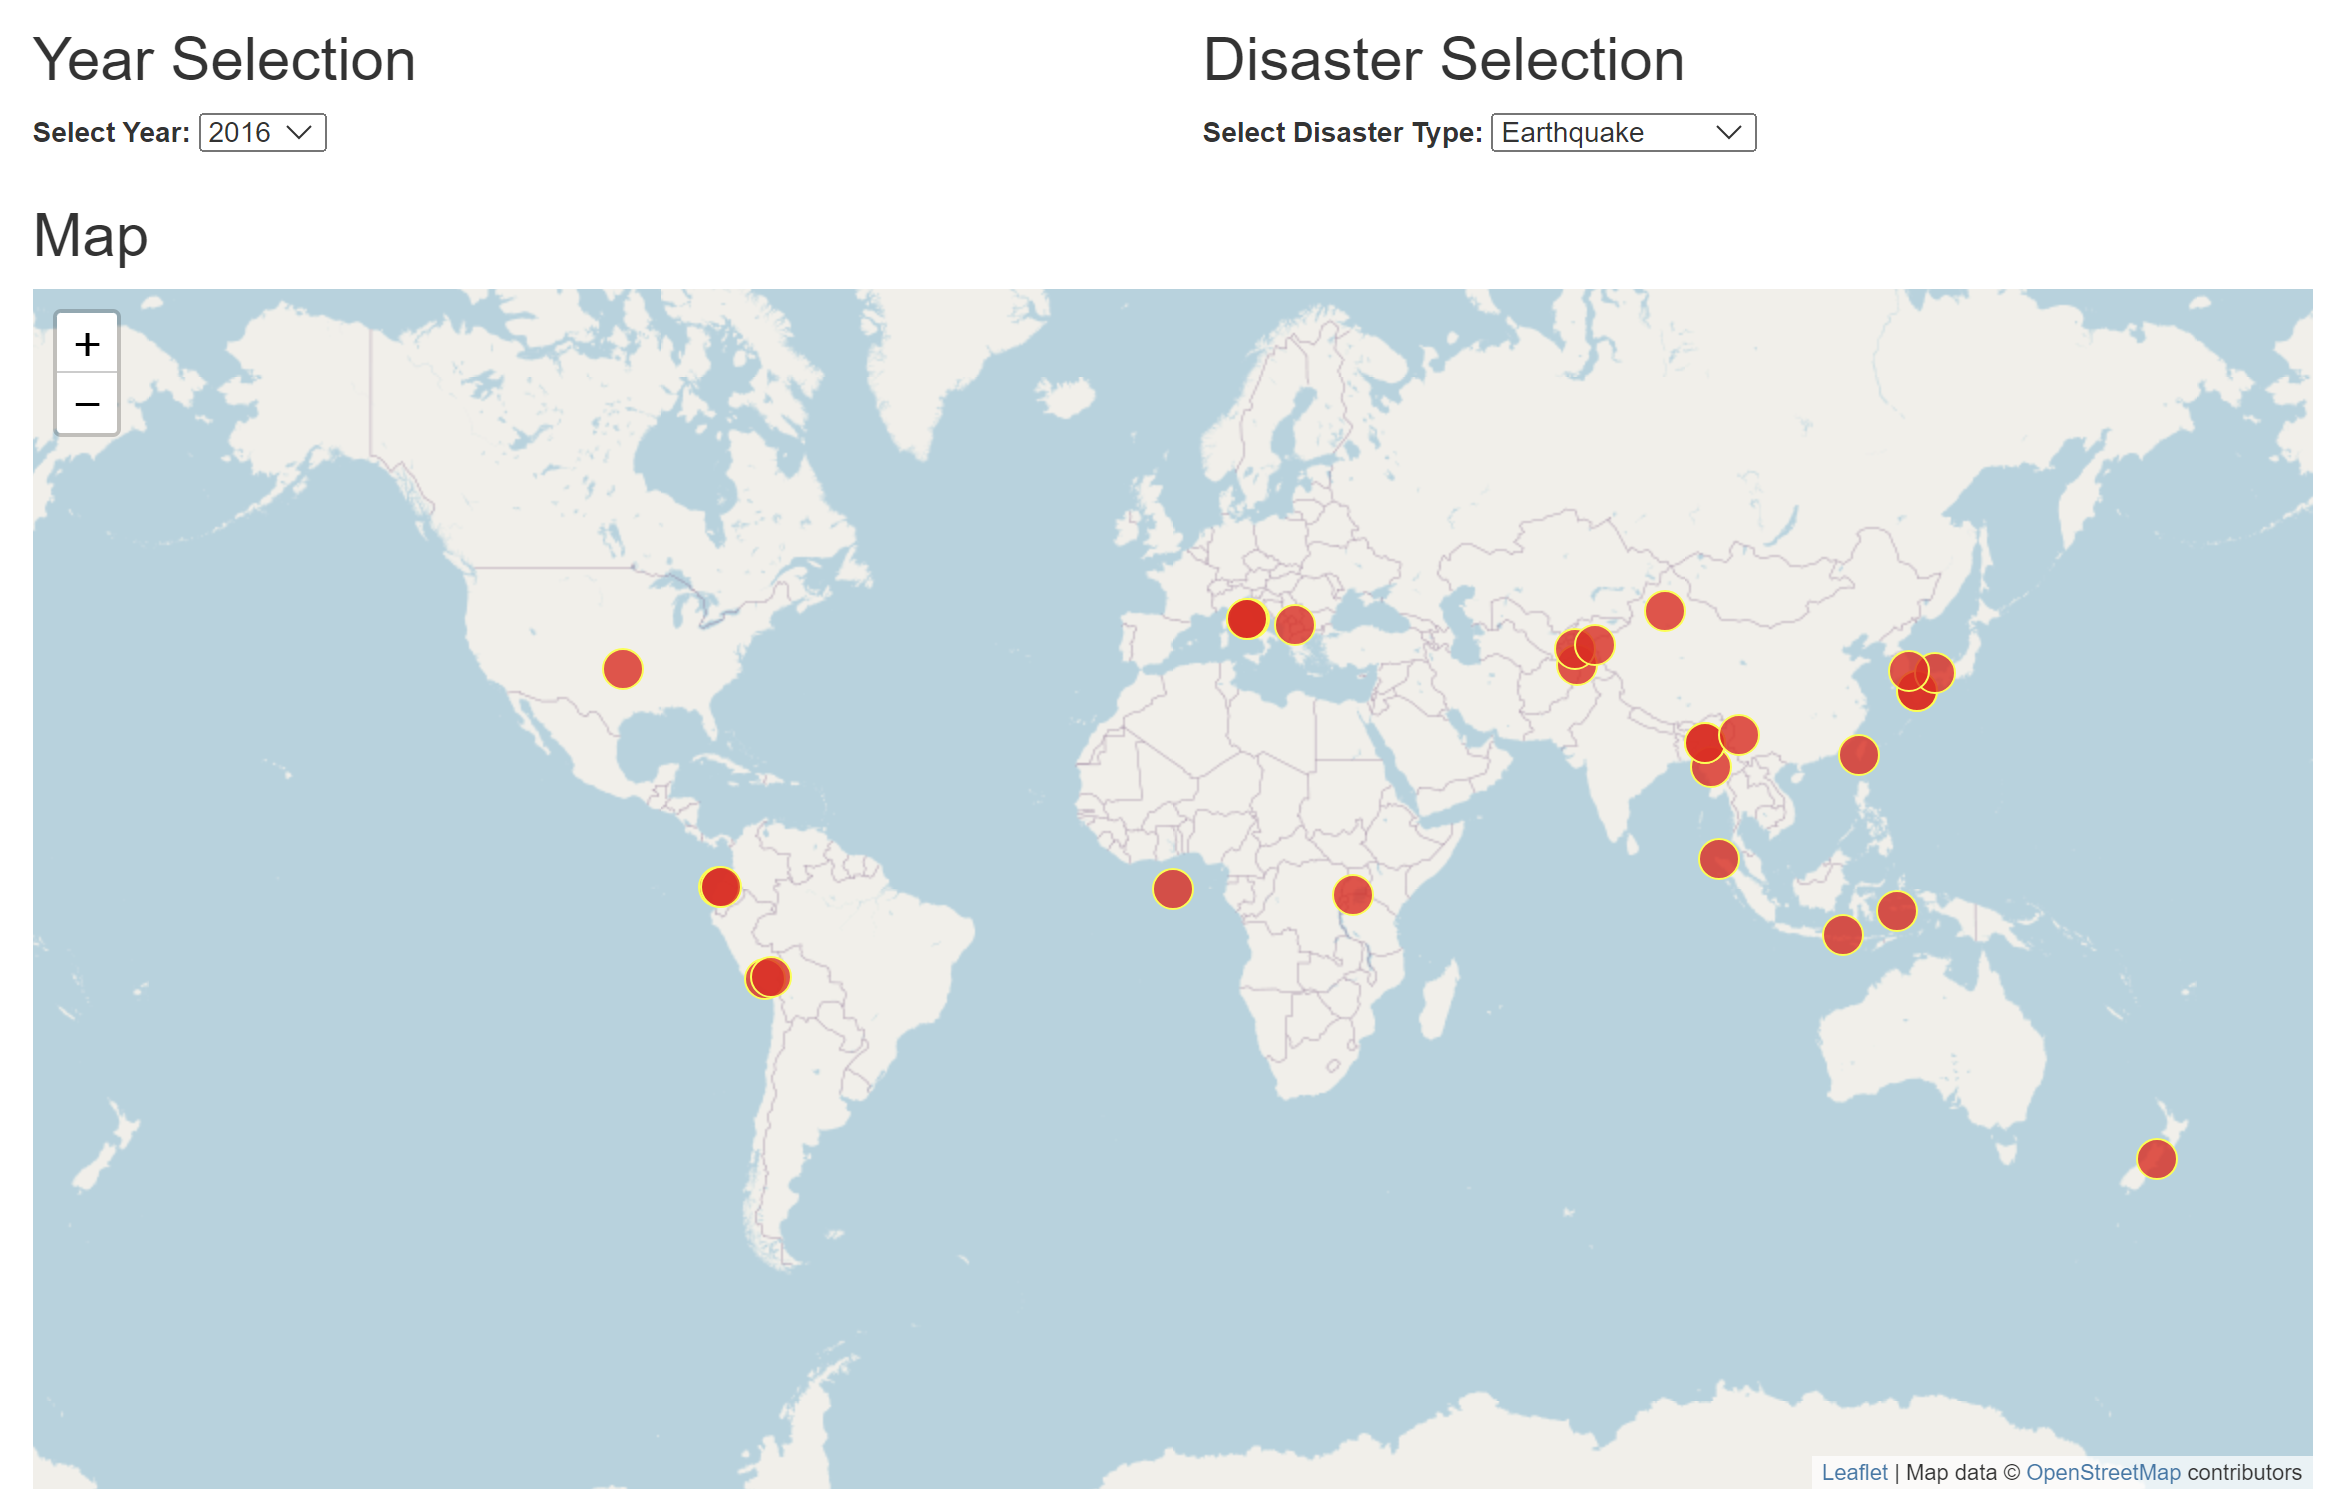 Year Selection
Disaster Selection
Select Year: 2016
Select Disaster Type: Earthquake
Map
+
−
Leaflet | Map data © OpenStreetMap contributors